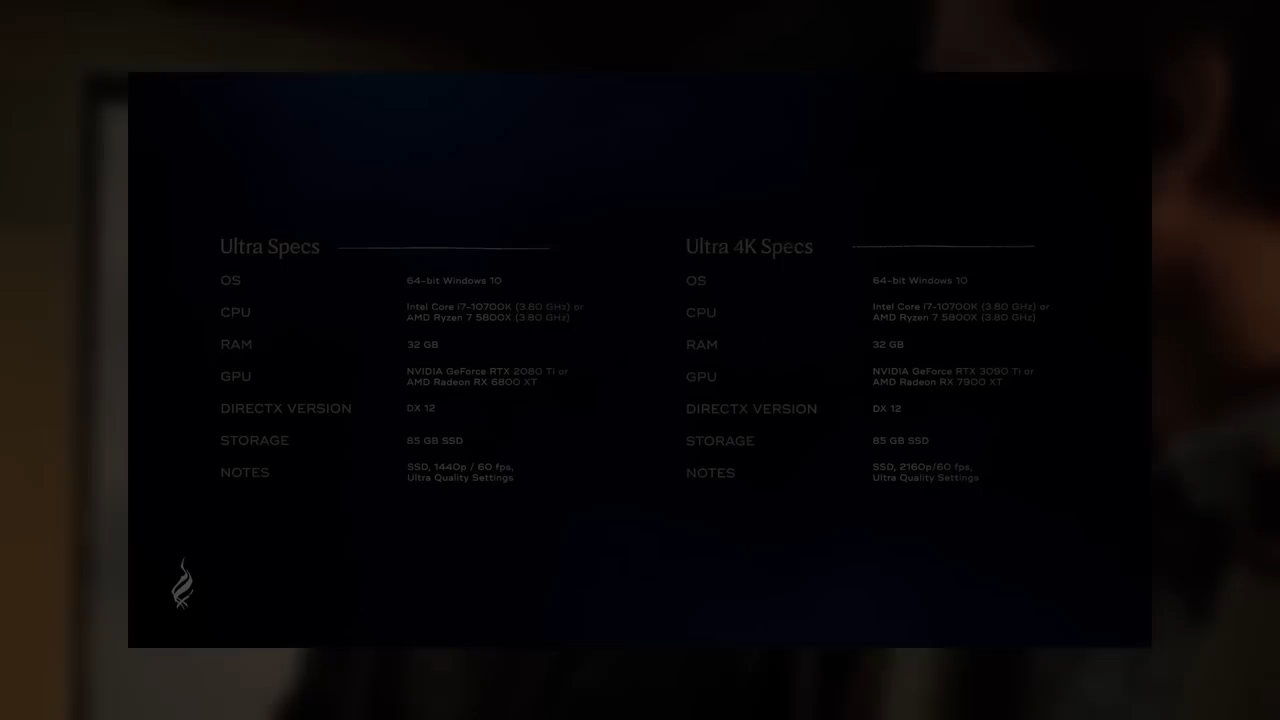 Ultra Specs
OS
64-bit Windows 10
CPU
Intel Core i7-10700K (3.80 GHz) or
AMD Ryzen 7 5800X (3.80 GHz)
RAM
32 GB
GPU
NVIDIA GeForce RTX 2080 Ti or
AMD Radeon RX 6800 XT
DIRECTX VERSION
DX 12
STORAGE
85 GB SSD
NOTES
SSD, 1440p / 60 fps,
Ultra Quality Settings
Ultra 4K Specs
OS
64-bit Windows 10
CPU
Intel Core i7-10700K (3.80 GHz) or
AMD Ryzen 7 5800X (3.80 GHz)
RAM
32 GB
GPU
NVIDIA GeForce RTX 3090 Ti or
AMD Radeon RX 7900 XT
DIRECTX VERSION
DX 12
STORAGE
85 GB SSD
NOTES
SSD, 2160p/60 fps,
Ultra Quality Settings